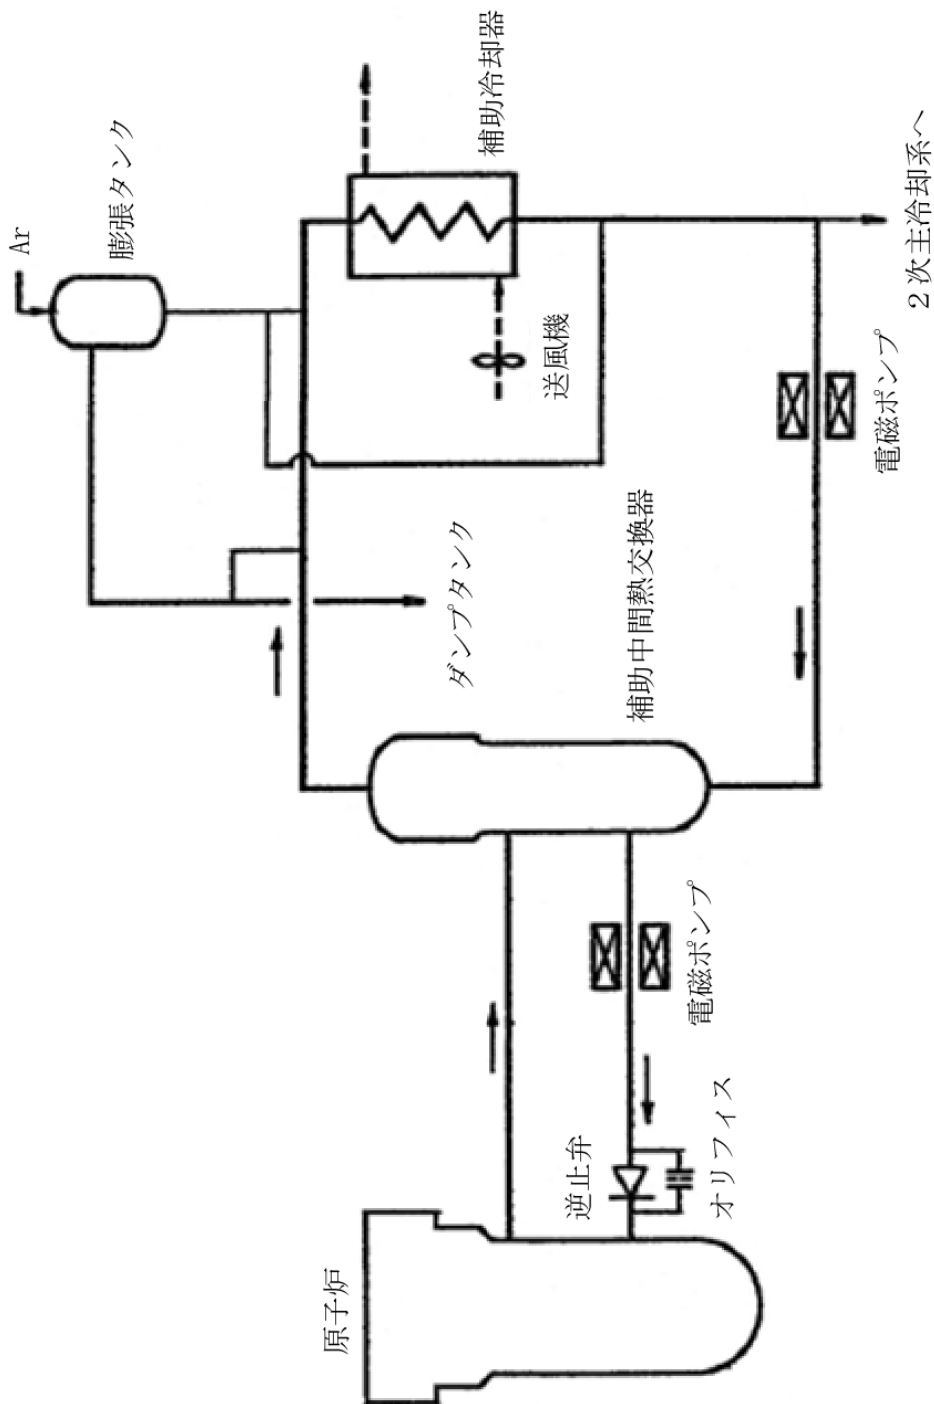 原子炉
逆止弁
オリフィス
電磁ポンプ
補助中間熱交換器
ダンプタンク
Ar
膨張タンク
送風機
補助冷却器
電磁ポンプ
2次主冷却系へ